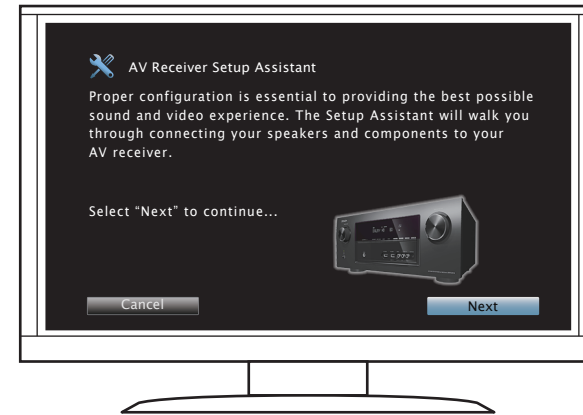 AV Receiver Setup Assistant
Proper configuration is essential to providing the best possible
sound and video experience. The Setup Assistant will walk you
through connecting your speakers and components to your
AV receiver.
Select “Next” to continue...
Cancel
Next